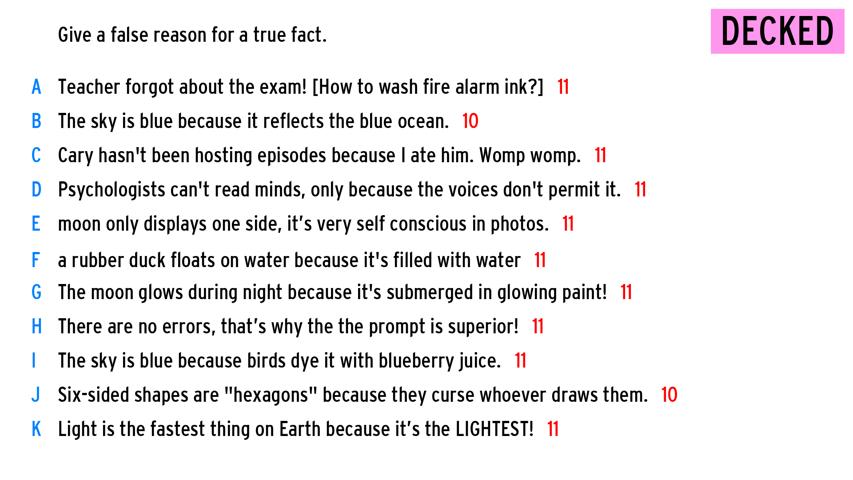 Give a false reason for a true fact.
DECKED
A Teacher forgot about the exam! [How to wash fire alarm ink?] 11
B The sky is blue because it reflects the blue ocean. 10
C Cary hasn't been hosting episodes because I ate him. Womp womp. 11
D Psychologists can't read minds, only because the voices don't permit it. 11
E moon only displays one side, it’s very self conscious in photos. 11
F a rubber duck floats on water because it's filled with water 11
G The moon glows during night because it's submerged in glowing paint! 11
H There are no errors, that’s why the the prompt is superior! 11
I The sky is blue because birds dye it with blueberry juice. 11
J Six-sided shapes are "hexagons" because they curse whoever draws them. 10
K Light is the fastest thing on Earth because it’s the LIGHTEST! 11